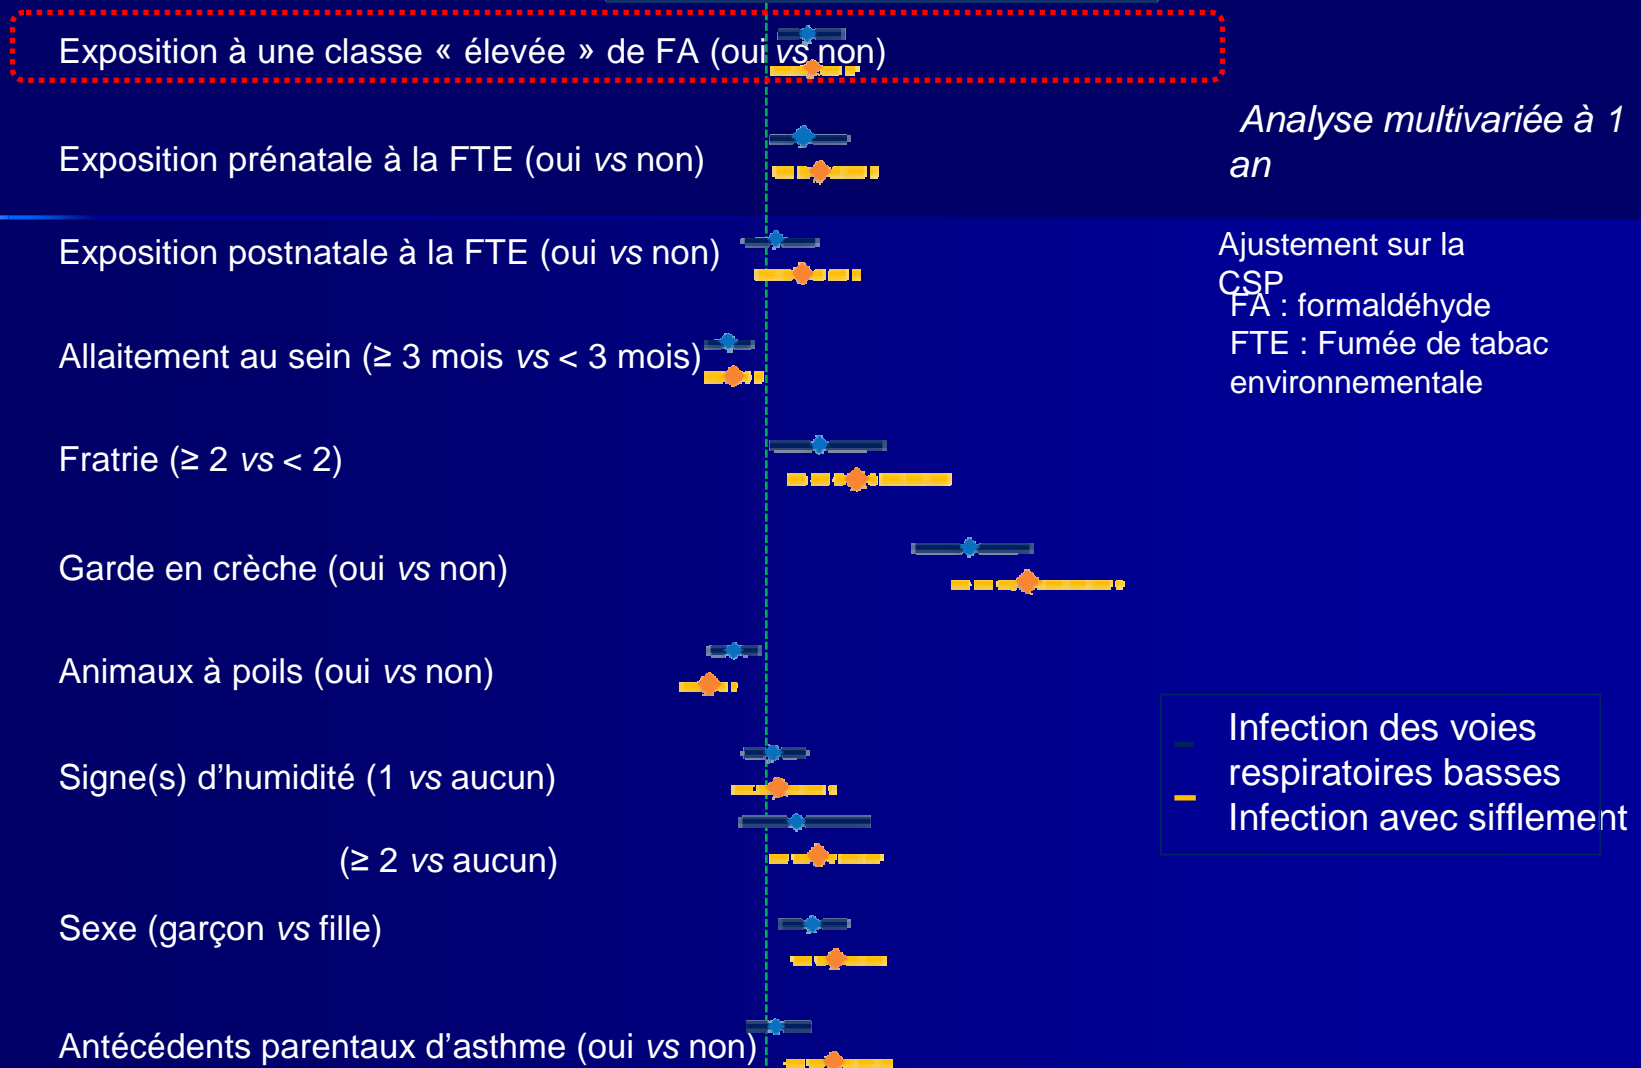 Exposition à une classe « élevée » de FA (oui vs non)
Analyse multivariée à 1
an
Exposition prénatale à la FTE (oui vs non)
Exposition postnatale à la FTE (oui vs non)
Ajustement sur la
CSP
FA : formaldéhyde
FTE : Fumée de tabac
environnementale
Allaitement au sein (≥ 3 mois vs < 3 mois)
Fratrie (≥ 2 vs < 2)
Garde en crèche (oui vs non)
Animaux à poils (oui vs non)
Infection des voies
respiratoires basses
Infection avec sifflement
Signe(s) d’humidité (1 vs aucun)
(≥ 2 vs aucun)
Sexe (garçon vs fille)
Antécédents parentaux d’asthme (oui vs non)